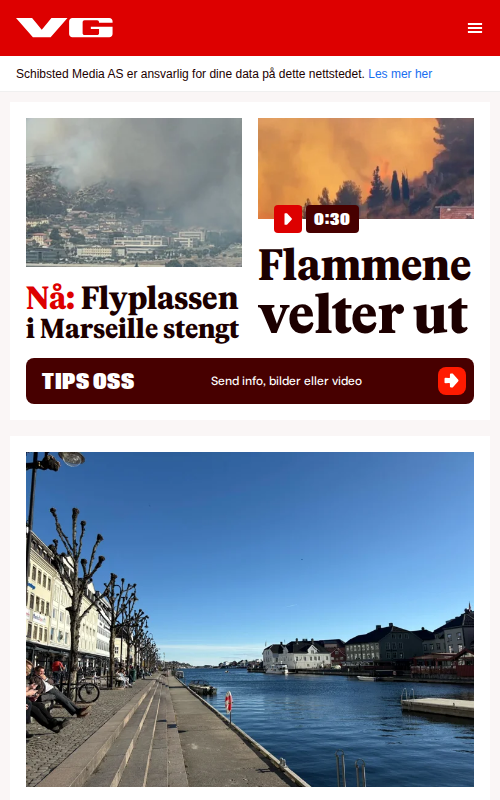 VG
Schibsted Media AS er ansvarlig for dine data på dette nettstedet. Les mer her
Nå: Flyplassen
i Marseille stengt
0:30
Flammene
velter ut
TIPS OSS
Send info, bilder eller video